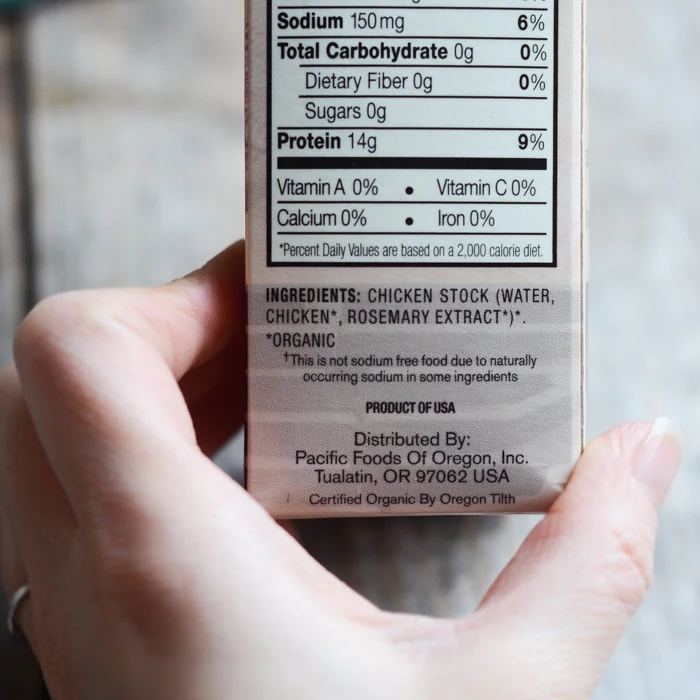 Sodium 150 mg 6%
Total Carbohydrate 0g 0%
Dietary Fiber 0g 0%
Sugars 0g
Protein 14g 9%
Vitamin A 0% • Vitamin C 0%
Calcium 0% • Iron 0%
*Percent Daily Values are based on a 2,000 calorie diet.
INGREDIENTS: CHICKEN STOCK (WATER,
CHICKEN*, ROSEMARY EXTRACT*)*.
*ORGANIC
†This is not sodium free food due to naturally
occurring sodium in some ingredients
PRODUCT OF USA
Distributed By:
Pacific Foods Of Oregon, Inc.
Tualatin, OR 97062 USA
Certified Organic By Oregon Tilth